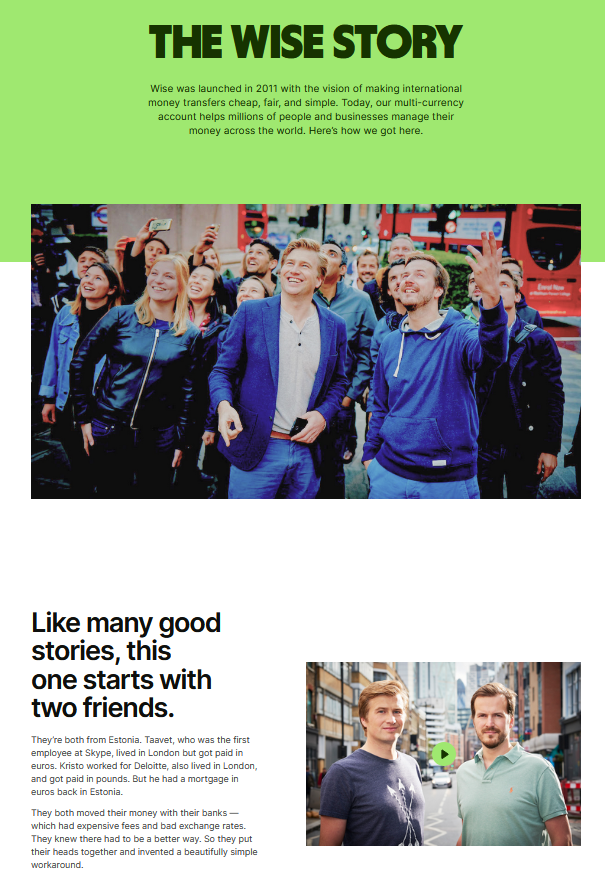 THE WISE STORY
Wise was launched in 2011 with the vision of making international
money transfers cheap, fair, and simple. Today, our multi-currency
account helps millions of people and businesses manage their
money across the world. Here's how we got here.
Enrol Now
Like many good
stories, this
one starts with
two friends.
They're both from Estonia. Taavet, who was the first
employee at Skype, lived in London but got paid in
euros. Kristo worked for Deloitte, also lived in London,
and got paid in pounds. But he had a mortgage in
euros back in Estonia.
They both moved their money with their banks —
which had expensive fees and bad exchange rates.
They knew there had to be a better way. So they put
their heads together and invented a beautifully simple
workaround.